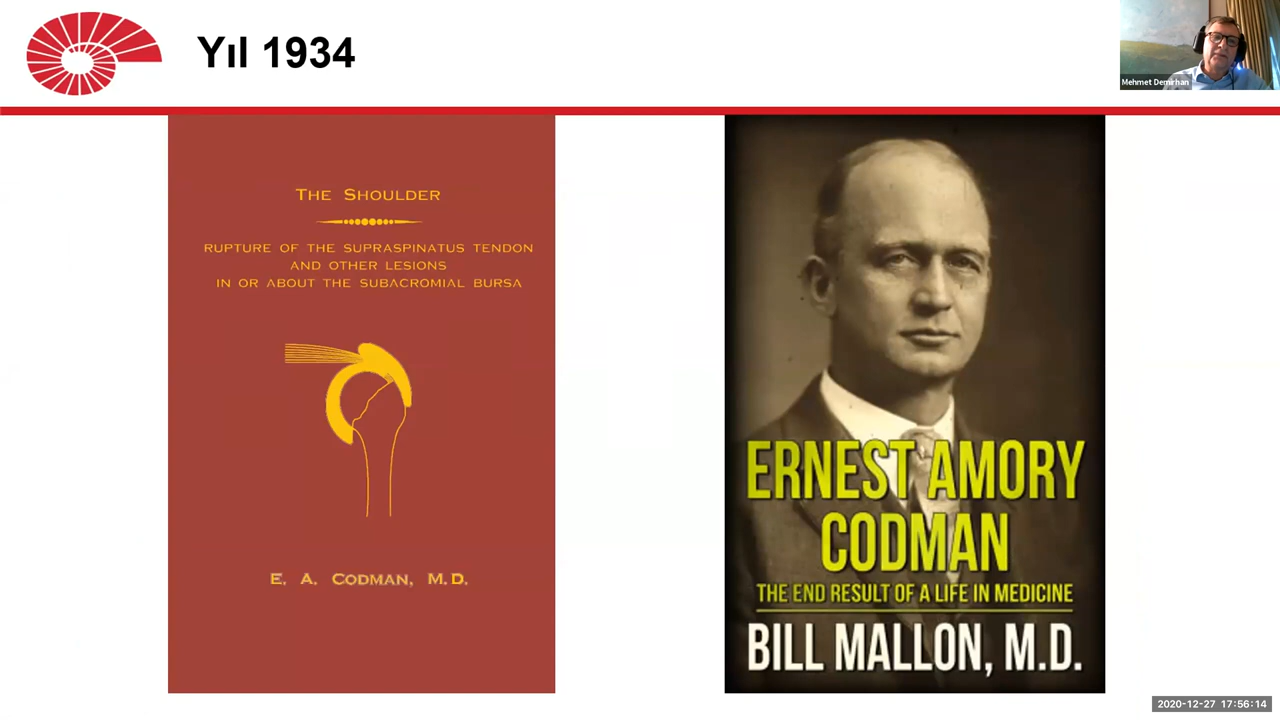 Yıl 1934
Mehmet Demirhan
THE SHOULDER
RUPTURE OF THE SUPRASPINATUS TENDON
AND OTHER LESIONS
IN OR ABOUT THE SUBACROMIAL BURSA
E. A. CODMAN, M.D.
ERNEST AMORY
CODMAN
THE END RESULT OF A LIFE IN MEDICINE
BILL MALLON, M.D.
2020-12-27 17:56:14